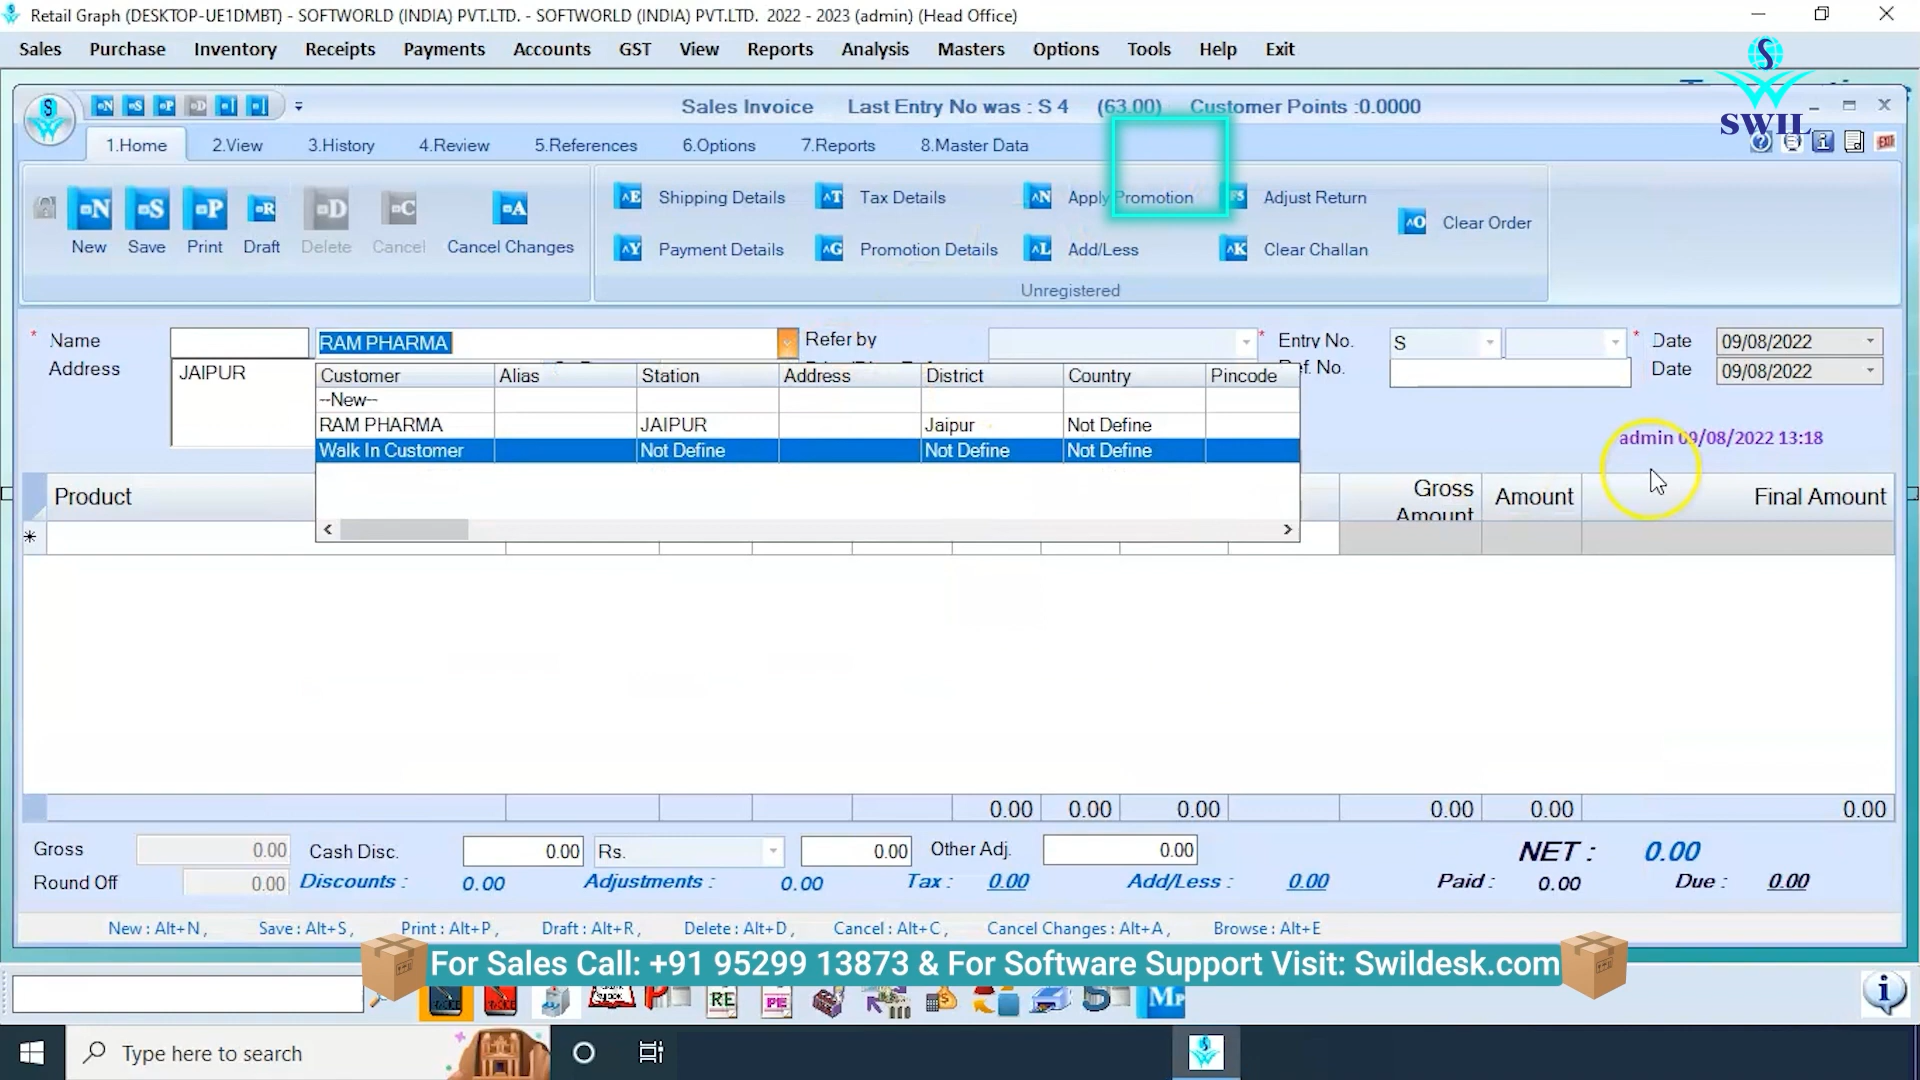 Retail Graph (DESKTOP-UE1DMBT) - SOFTWORLD (INDIA) PVT.LTD. - SOFTWORLD (INDIA) PVT.LTD. 2022 - 2023 (admin) (Head Office)
Sales Purchase Inventory Receipts Payments Accounts GST View Reports Analysis Masters Options Tools Help Exit
Sales Invoice Last Entry No was : S 4 (63.00) Customer Points :0.0000
SWIL
1.Home 2.View 3.History 4.Review 5.References 6.Options 7.Reports 8.Master Data
Shipping Details Tax Details Apply Promotion Adjust Return
Clear Order
New Save Print Draft Delete Cancel Cancel Changes
Payment Details Promotion Details Add/Less Clear Challan
Unregistered
* Name RAM PHARMA Refer by * Entry No. S * Date 09/08/2022
Address JAIPUR No. Date 09/08/2022
Customer Alias Station Address District Country Pincode
--New--
RAM PHARMA JAIPUR Jaipur Not Define
Walk In Customer Not Define Not Define Not Define
admin 09/08/2022 13:18
Product Gross Amount Amount Final Amount
0.00 0.00 0.00 0.00 0.00 0.00
Gross 0.00 Cash Disc. 0.00 Rs. 0.00 Other Adj. 0.00 NET : 0.00
Round Off 0.00 Discounts : 0.00 Adjustments : 0.00 Tax : 0.00 Add/Less : 0.00 Paid : 0.00 Due : 0.00
New : Alt+N , Save : Alt+S , Print : Alt+P , Draft : Alt+R , Delete : Alt+D , Cancel : Alt+C , Cancel Changes : Alt+A , Browse : Alt+E
For Sales Call: +91 95299 13873 & For Software Support Visit: Swildesk.com
Type here to search